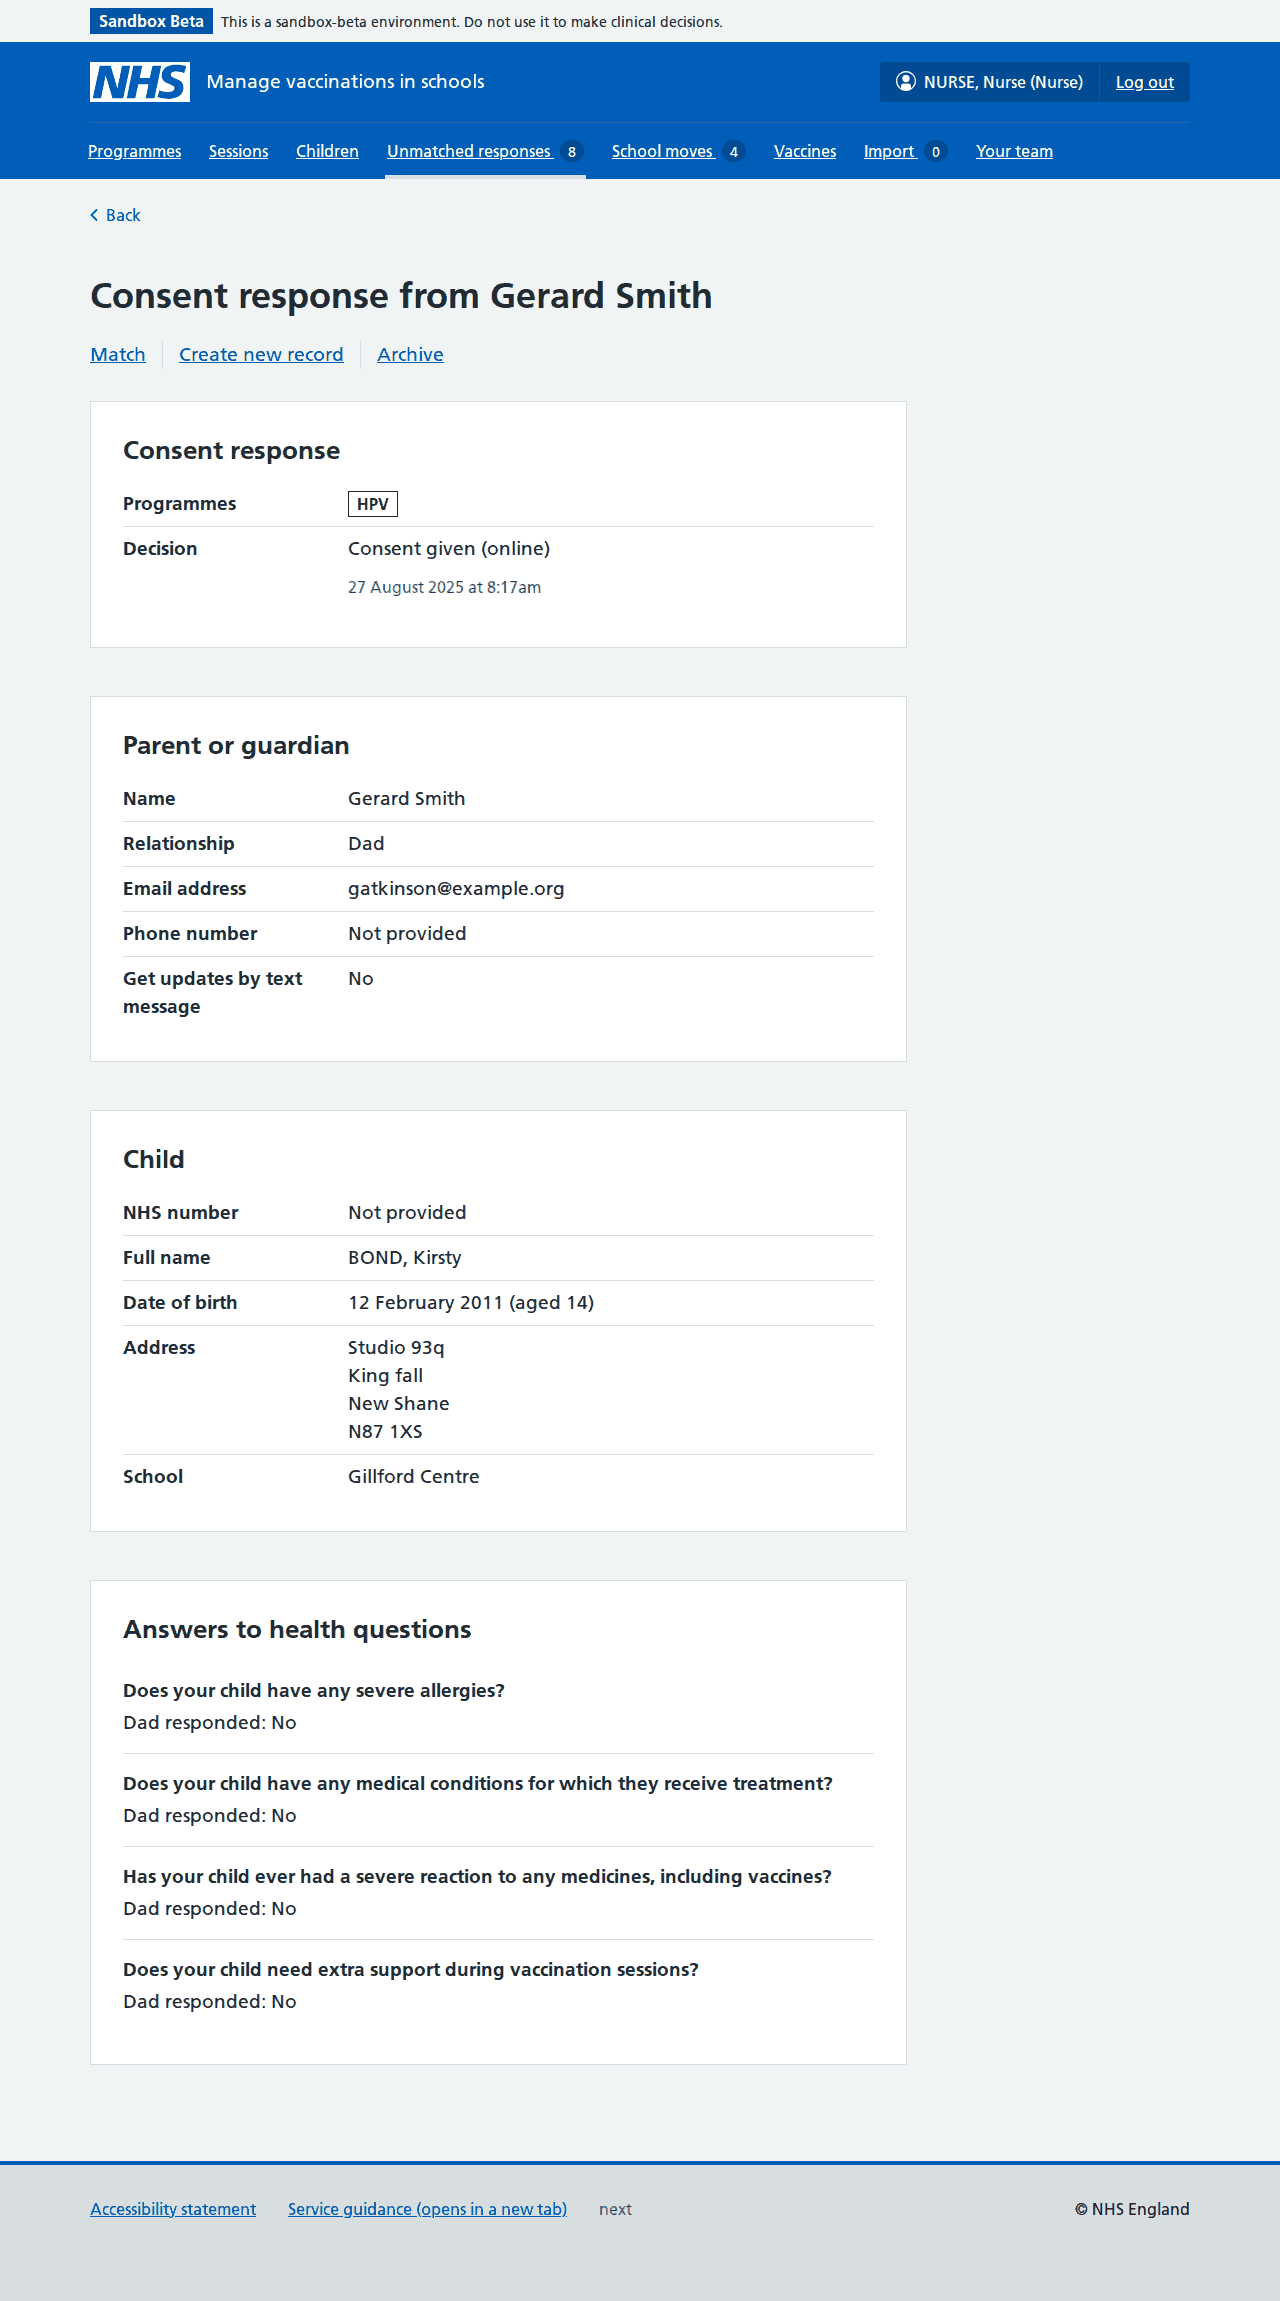 Sandbox Beta This is a sandbox-beta environment. Do not use it to make clinical decisions.
NHS Manage vaccinations in schools NURSE, Nurse (Nurse) Log out
Programmes Sessions Children Unmatched responses 8 School moves 4 Vaccines Import 0 Your team
Back
Consent response from Gerard Smith
Match Create new record Archive
Consent response
Programmes HPV
Decision Consent given (online)
27 August 2025 at 8:17am
Parent or guardian
Name Gerard Smith
Relationship Dad
Email address gatkinson@example.org
Phone number Not provided
Get updates by text No
message
Child
NHS number Not provided
Full name BOND, Kirsty
Date of birth 12 February 2011 (aged 14)
Address Studio 93q
King fall
New Shane
N87 1XS
School Gillford Centre
Answers to health questions
Does your child have any severe allergies?
Dad responded: No
Does your child have any medical conditions for which they receive treatment?
Dad responded: No
Has your child ever had a severe reaction to any medicines, including vaccines?
Dad responded: No
Does your child need extra support during vaccination sessions?
Dad responded: No
Accessibility statement Service guidance (opens in a new tab) next © NHS England